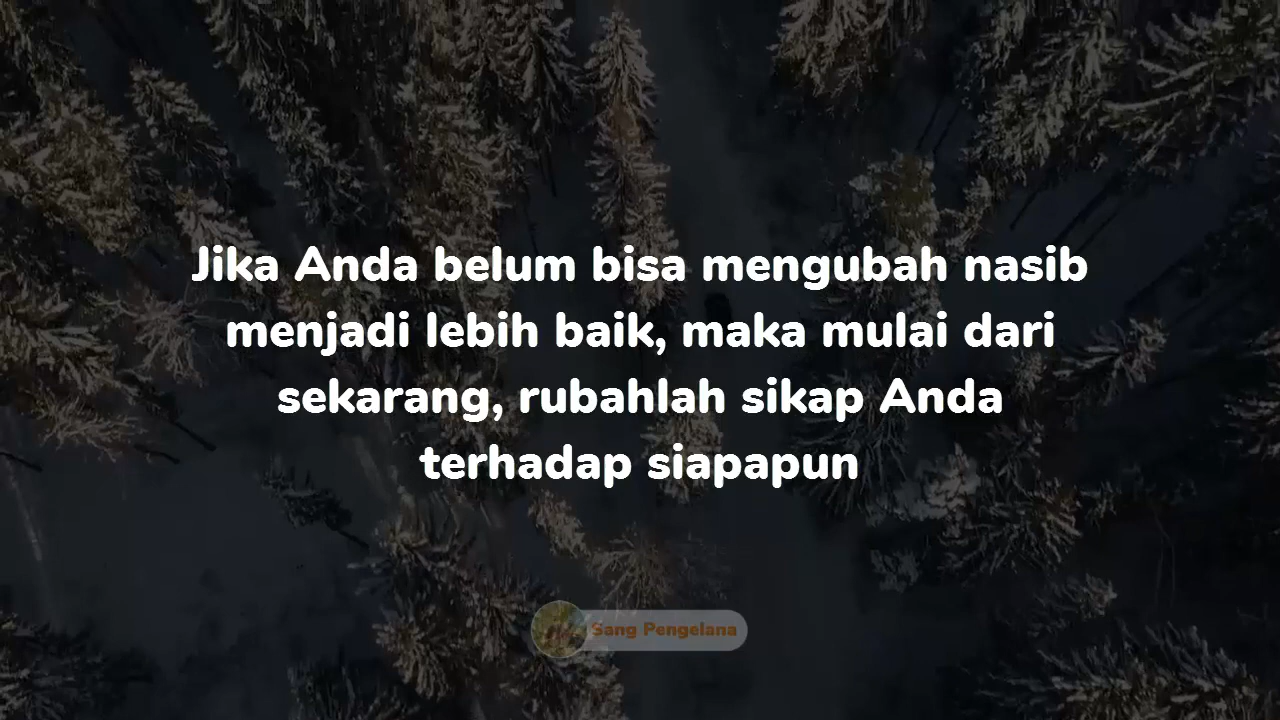 Jika Anda belum bisa mengubah nasib
menjadi lebih baik, maka mulai dari
sekarang, rubahlah sikap Anda
terhadap siapapun
Sang Pengelana